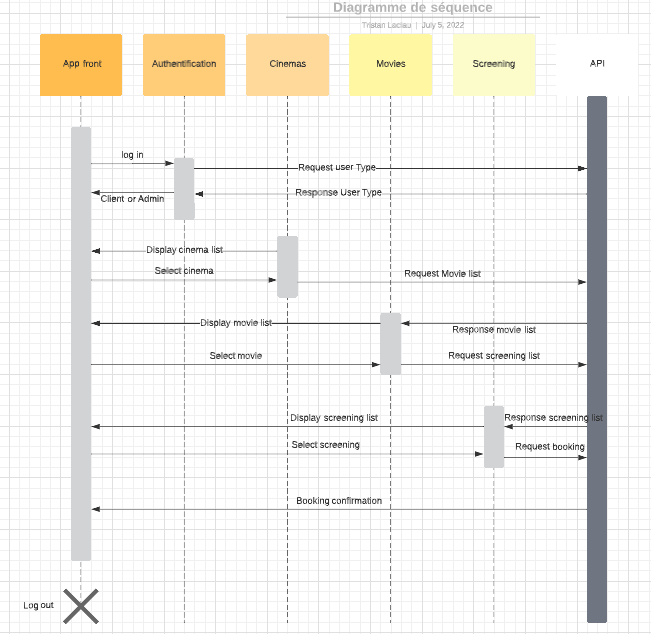 Diagramme de séquence
Tristan Laclau | July 5, 2022
App front
Authentification
Cinemas
Movies
Screening
API
log in
Request user Type
Client or Admin
Response User Type
Display cinema list
Select cinema
Request Movie list
Display movie list
Response movie list
Select movie
Request screening list
Display screening list
Response screening list
Select screening
Request booking
Booking confirmation
Log out